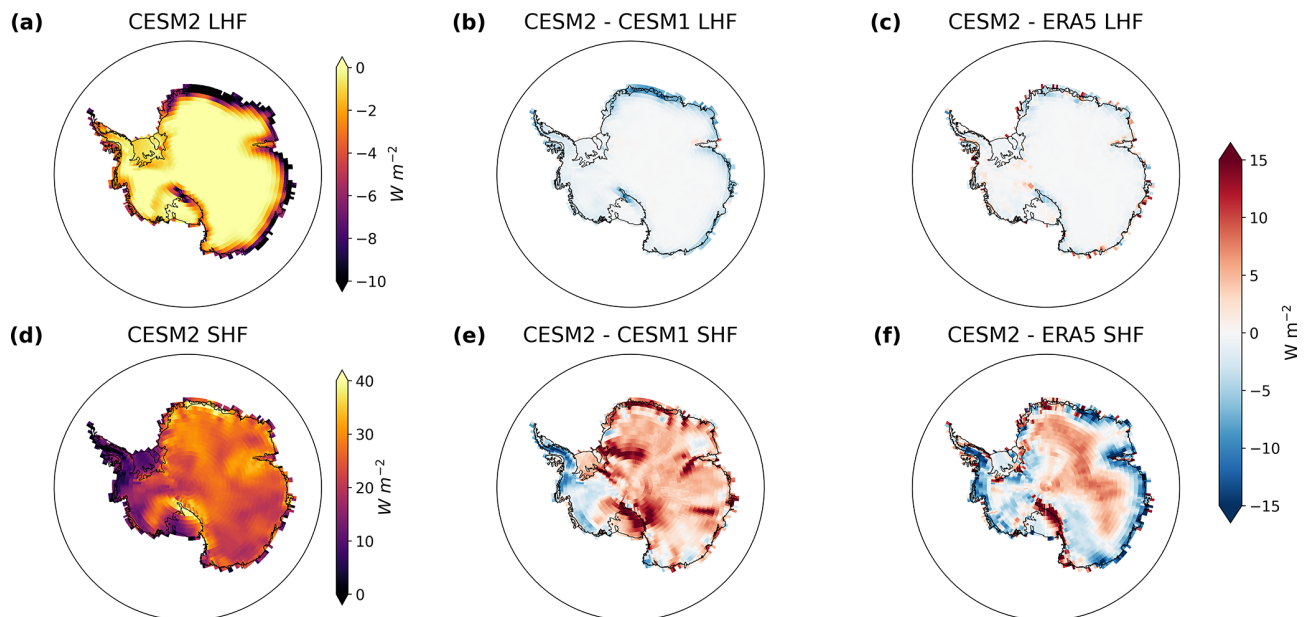 (a) CESM2 LHF
(b) CESM2 - CESM1 LHF
(c) CESM2 - ERA5 LHF
0
−2
−4
−6
−8
−10
W m−2
(d) CESM2 SHF
(e) CESM2 - CESM1 SHF
(f) CESM2 - ERA5 SHF
40
30
20
10
0
W m−2
15
10
5
0
−5
−10
−15
W m−2